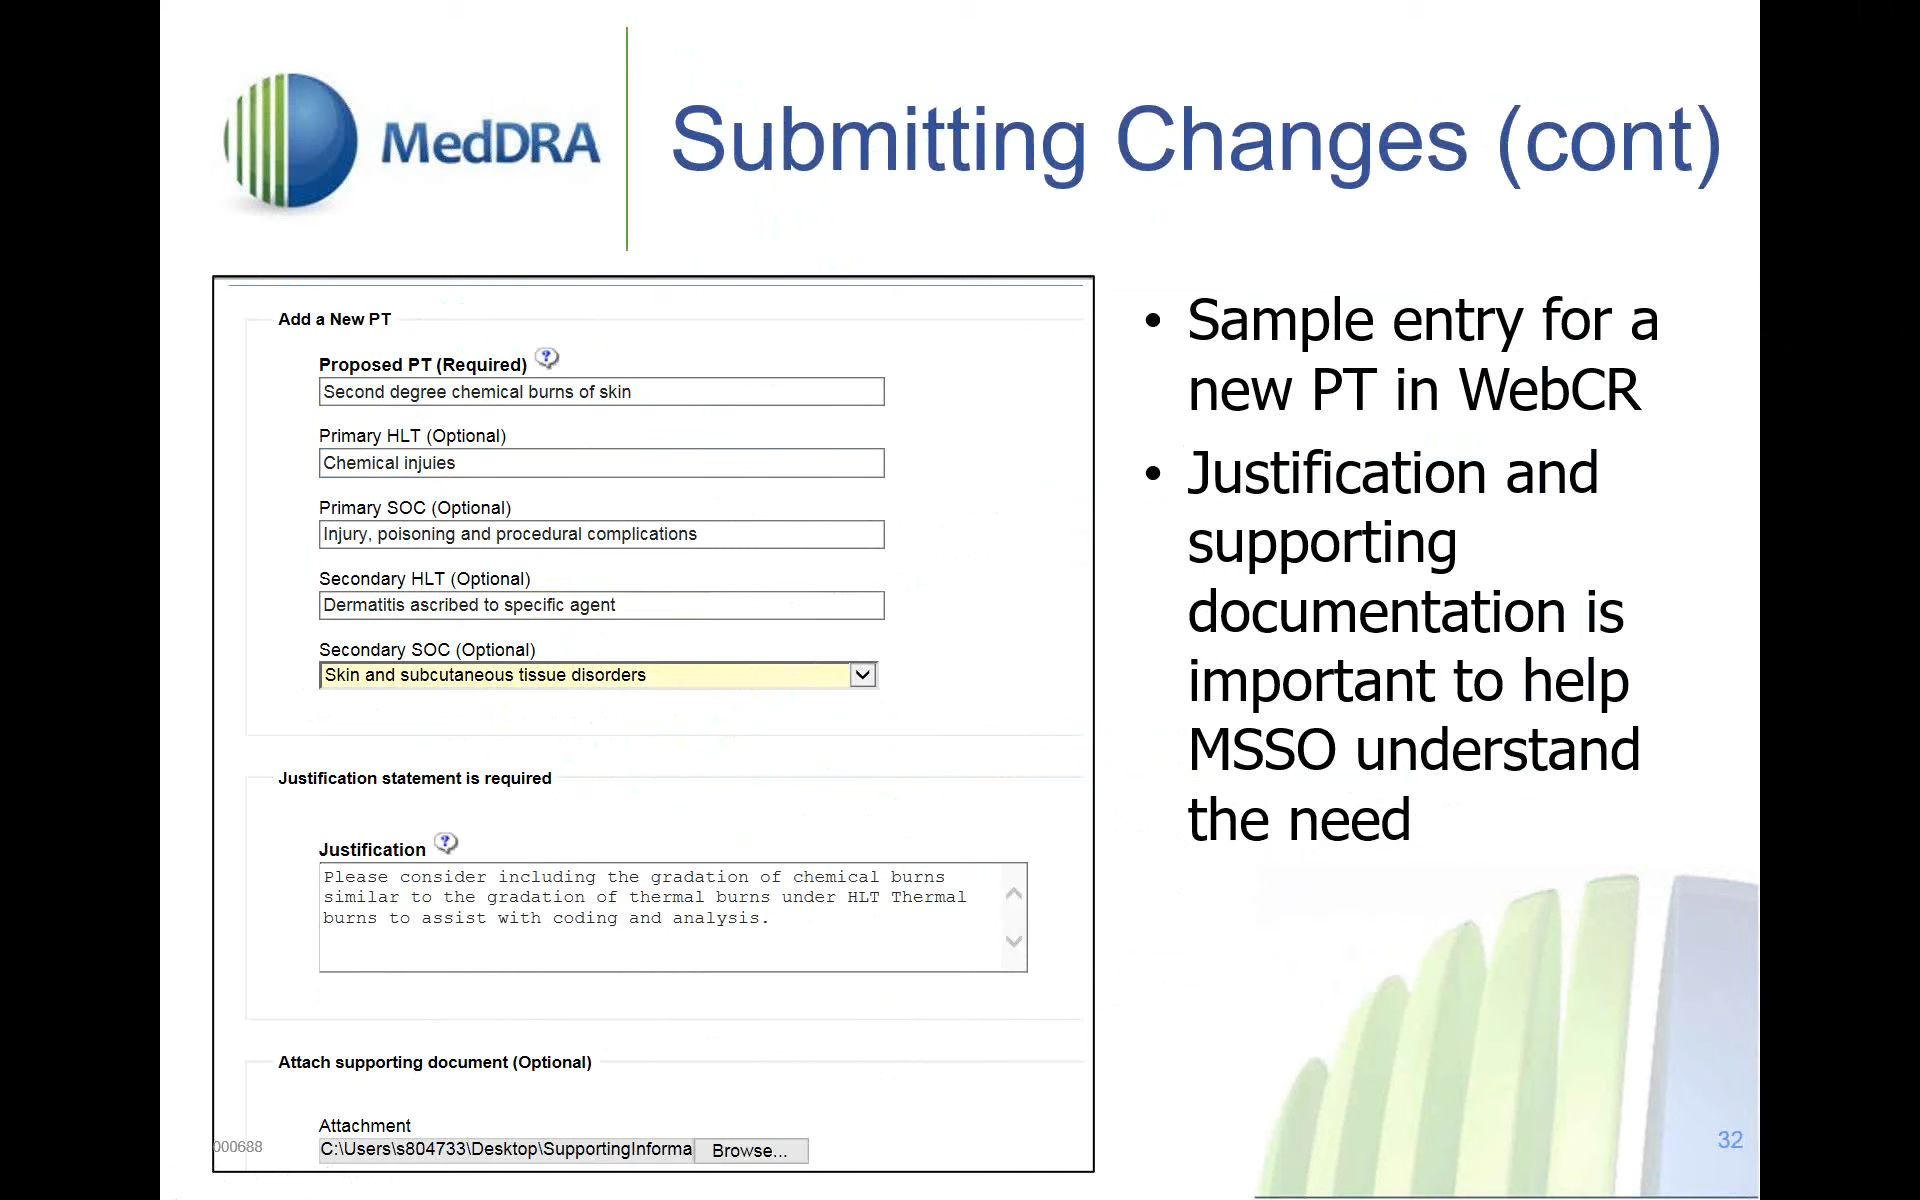 MedDRA
Submitting Changes (cont)
Add a New PT
Proposed PT (Required)
Second degree chemical burns of skin
Primary HLT (Optional)
Chemical injuies
Primary SOC (Optional)
Injury, poisoning and procedural complications
Secondary HLT (Optional)
Dermatitis ascribed to specific agent
Secondary SOC (Optional)
Skin and subcutaneous tissue disorders
Justification statement is required
Justification
Please consider including the gradation of chemical burns
similar to the gradation of thermal burns under HLT Thermal
burns to assist with coding and analysis.
Attach supporting document (Optional)
Attachment
C:\Users\s804733\Desktop\SupportingInforma
Browse...
000688
• Sample entry for a
new PT in WebCR
• Justification and
supporting
documentation is
important to help
MSSO understand
the need
32